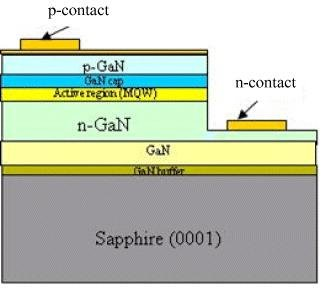 p-contact
p-GaN
GaN cap
n-contact
Active region (MQW)
n-GaN
GaN
GaN buffer
Sapphire (0001)